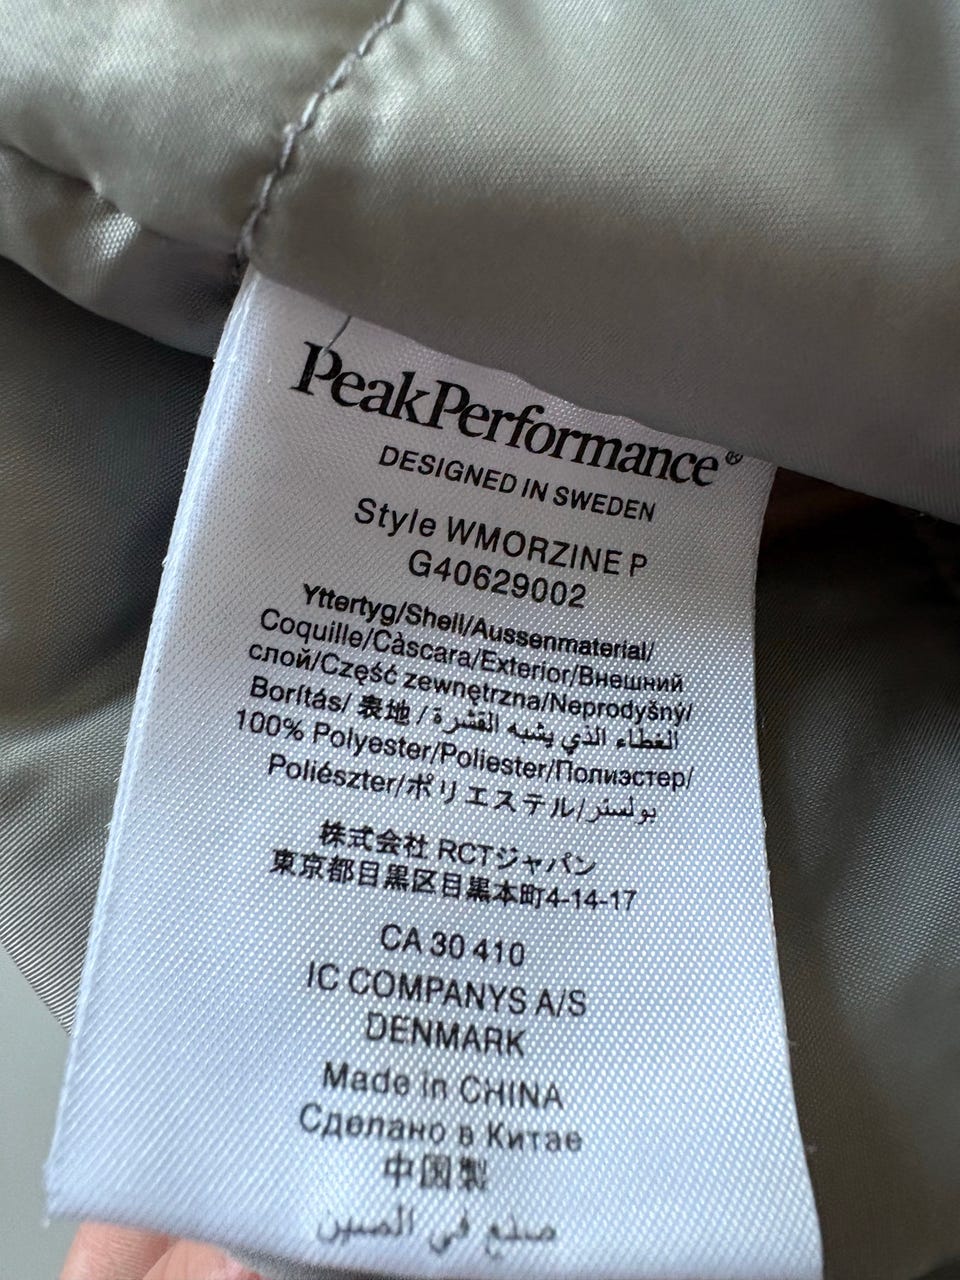 PeakPerformance®
DESIGNED IN SWEDEN
Style WMORZINE P
G40629002
Yttertyg/Shell/Aussenmaterial/
Coquille/Càscara/Exterior/Внешний
слой/Część zewnętrzna/Neprodyšný/
Borítás/ 表地 / الغطاء الذي يشبه القشرة
100% Polyester/Poliester/Полиэстер/
Poliészter/ポリエステル/بولستر
株式会社 RCTジャパン
東京都目黒区目黒本町4-14-17
CA 30 410
IC COMPANYS A/S
DENMARK
Made in CHINA
Сделано в Китае
中国製
صنع في الصين